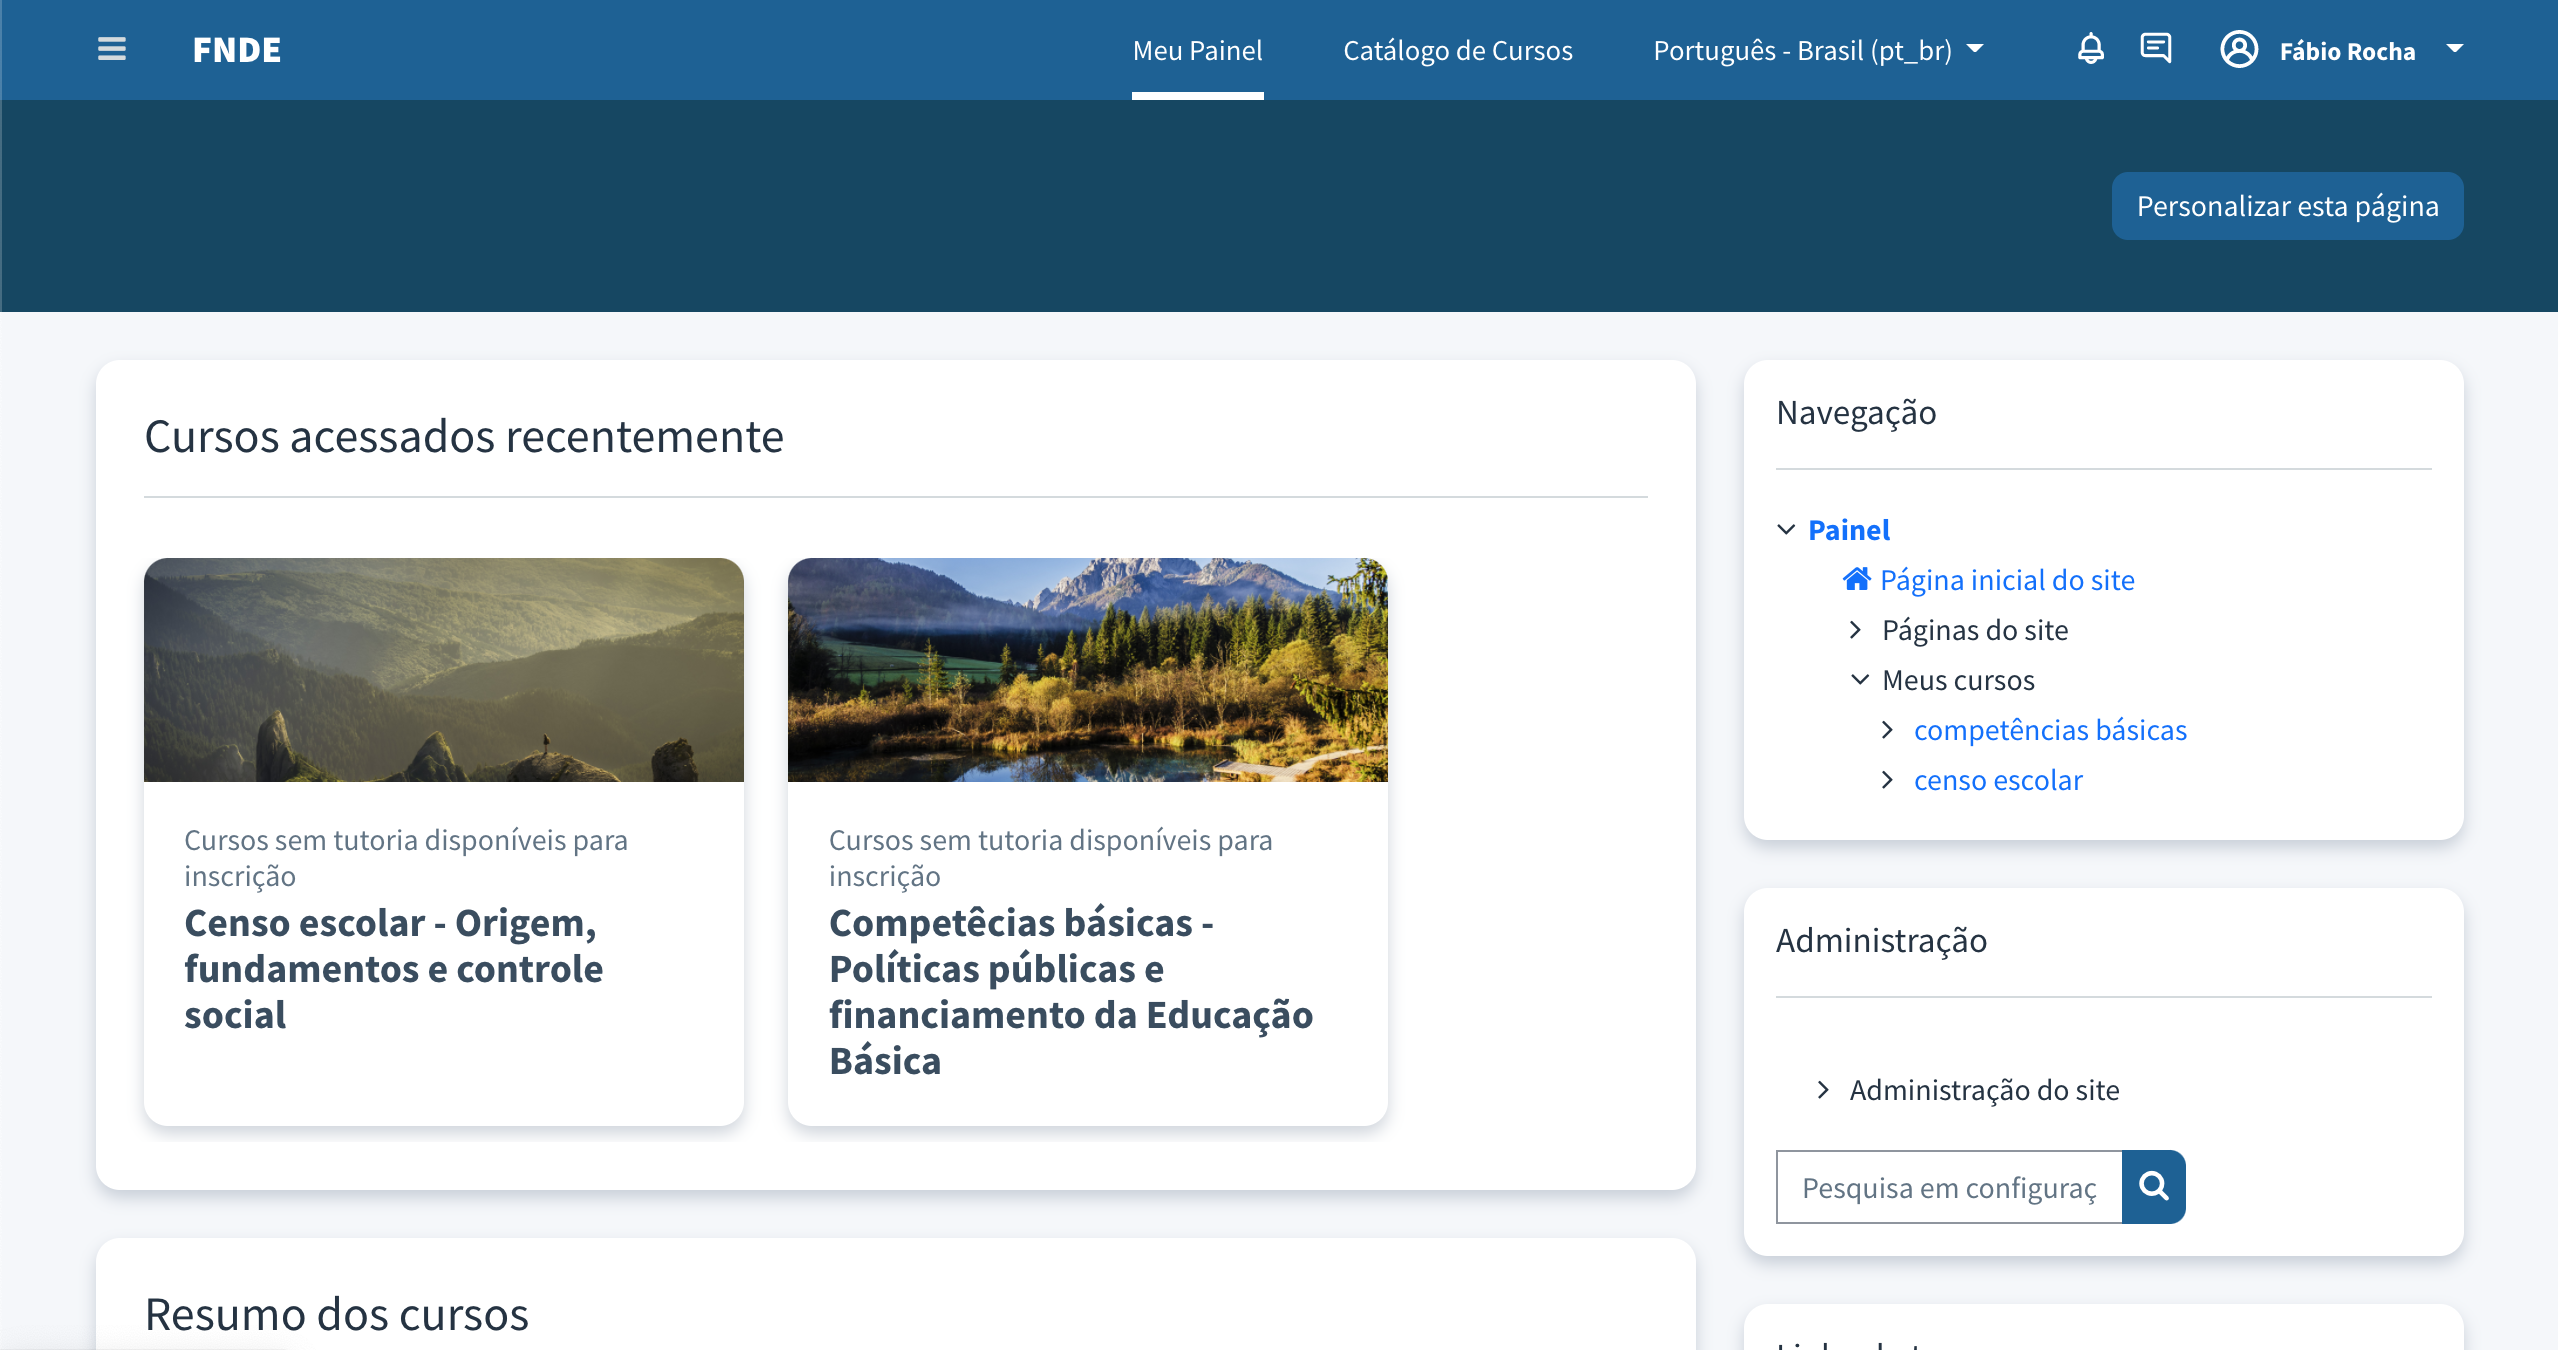 FNDE
Meu Painel
Catálogo de Cursos
Português - Brasil (pt_br)
Fábio Rocha
Personalizar esta página
Cursos acessados recentemente
Cursos sem tutoria disponíveis para
inscrição
Censo escolar - Origem,
fundamentos e controle
social
Cursos sem tutoria disponíveis para
inscrição
Competêcias básicas -
Políticas públicas e
financiamento da Educação
Básica
Resumo dos cursos
Navegação
Painel
Página inicial do site
Páginas do site
Meus cursos
competências básicas
censo escolar
Administração
Administração do site
Pesquisa em configuraç